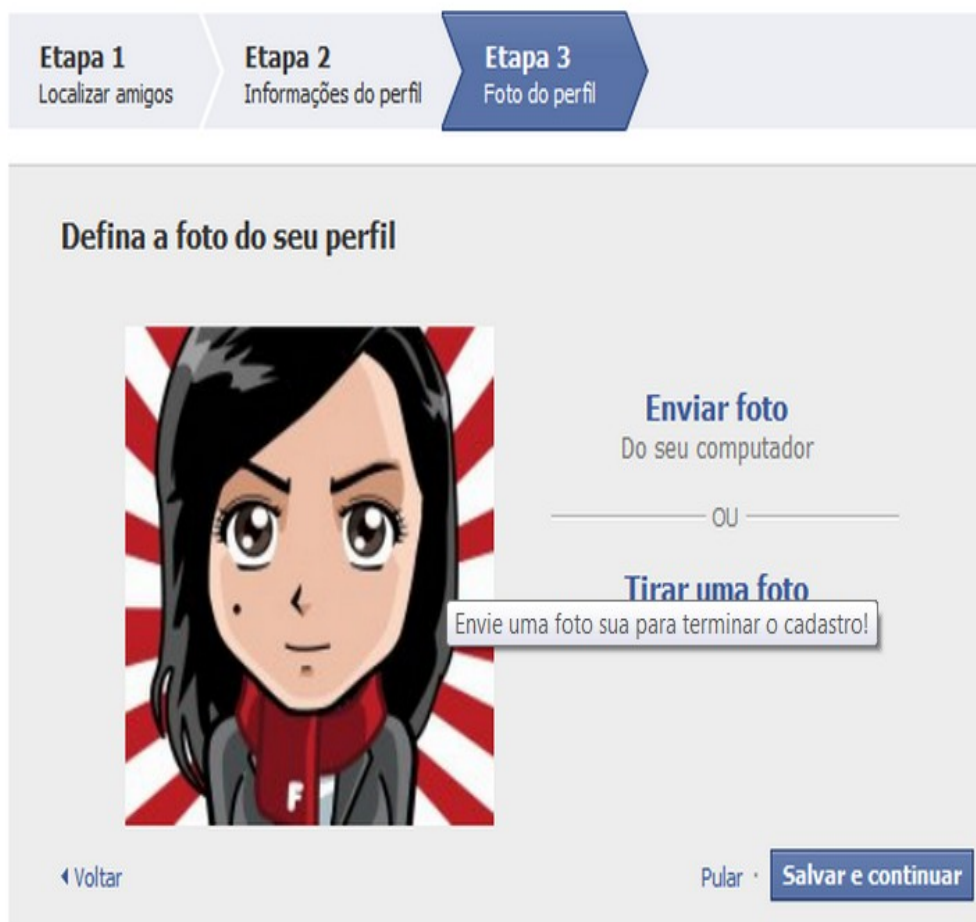 Etapa 1
Localizar amigos
Etapa 2
Informações do perfil
Etapa 3
Foto do perfil
Defina a foto do seu perfil
Enviar foto
Do seu computador
OU
Tirar uma foto
Envie uma foto sua para terminar o cadastro!
F
Voltar
Pular · Salvar e continuar